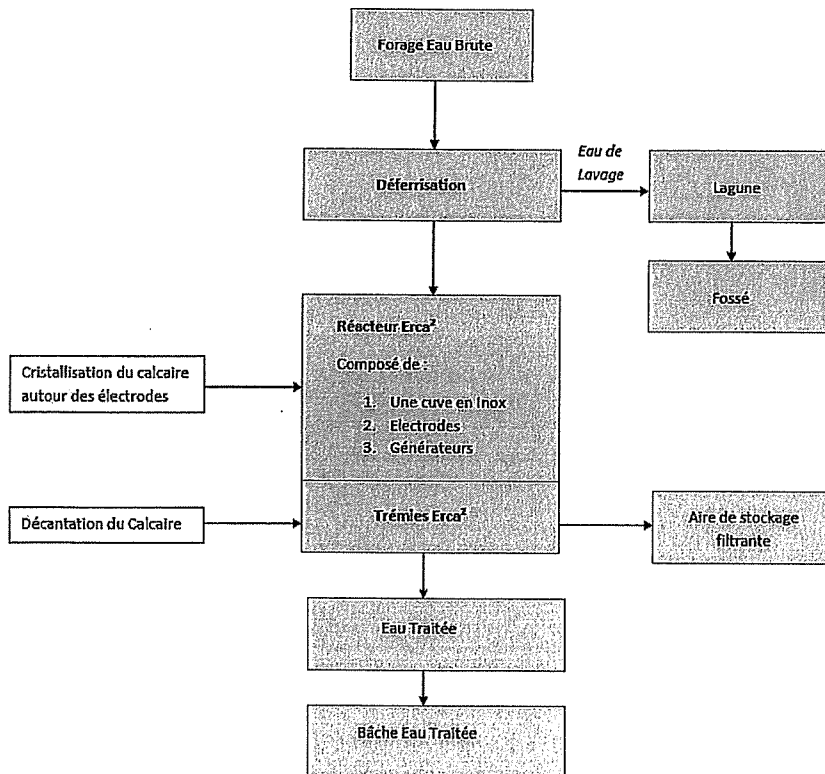 Forage Eau Brute
Eau de
Lavage
Déferrisation
Lagune
Fossé
Réacteur Erca²
Composé de :
1. Une cuve en Inox
2. Electrodes
3. Générateurs
Cristallisation du calcaire
autour des électrodes
Décantation du Calcaire
Trémies Erca²
Aire de stockage
filtrante
Eau Traitée
Bâche Eau Traitée